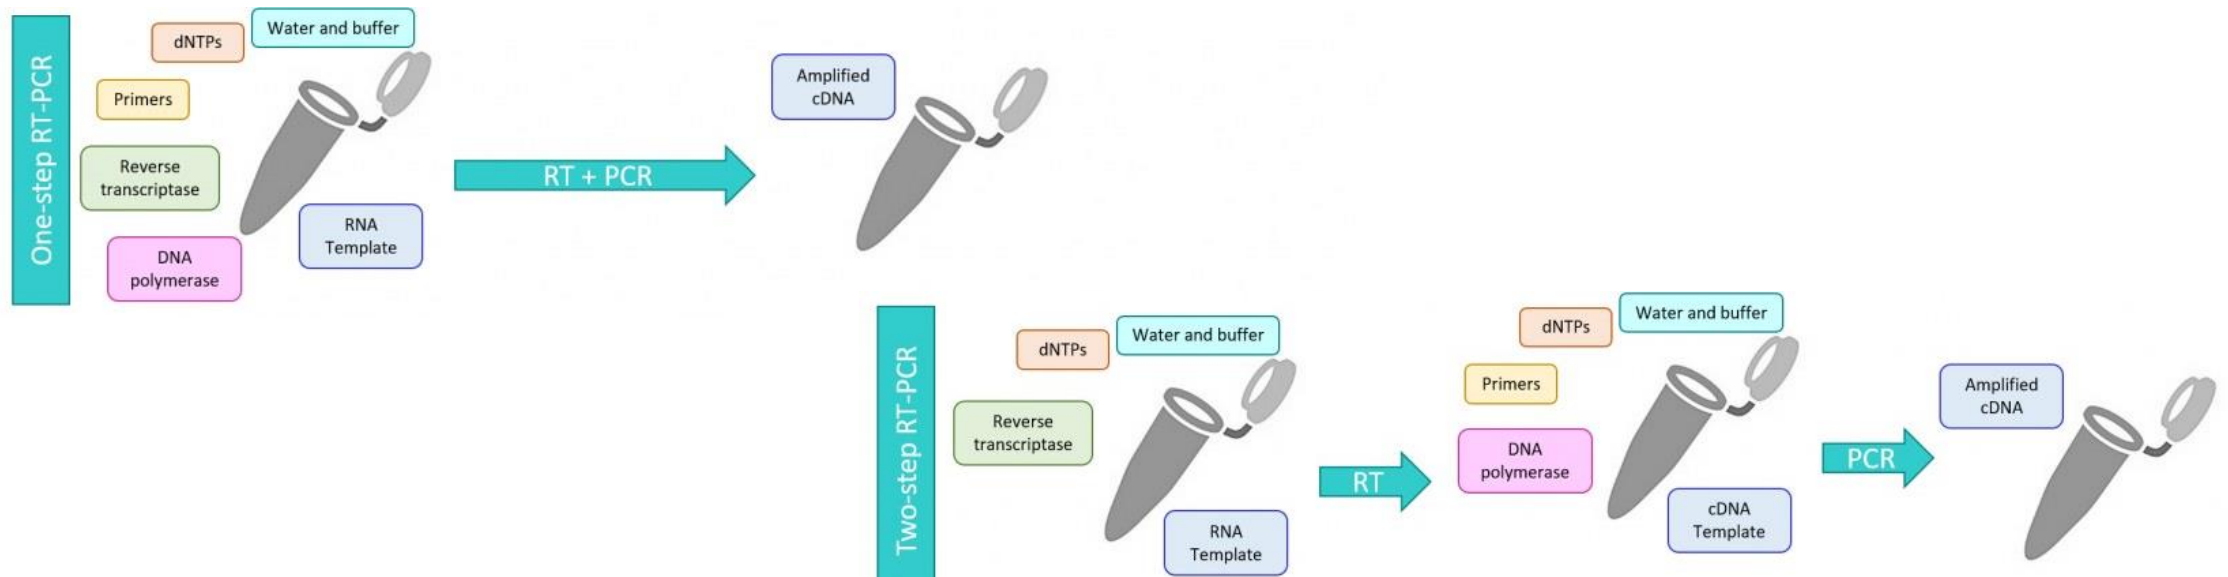 One-step RT-PCR
dNTPs
Water and buffer
Primers
Reverse
transcriptase
DNA
polymerase
RNA
Template
RT + PCR
Amplified
cDNA
Two-step RT-PCR
dNTPs
Water and buffer
Reverse
transcriptase
RNA
Template
RT
dNTPs
Water and buffer
Primers
DNA
polymerase
cDNA
Template
PCR
Amplified
cDNA